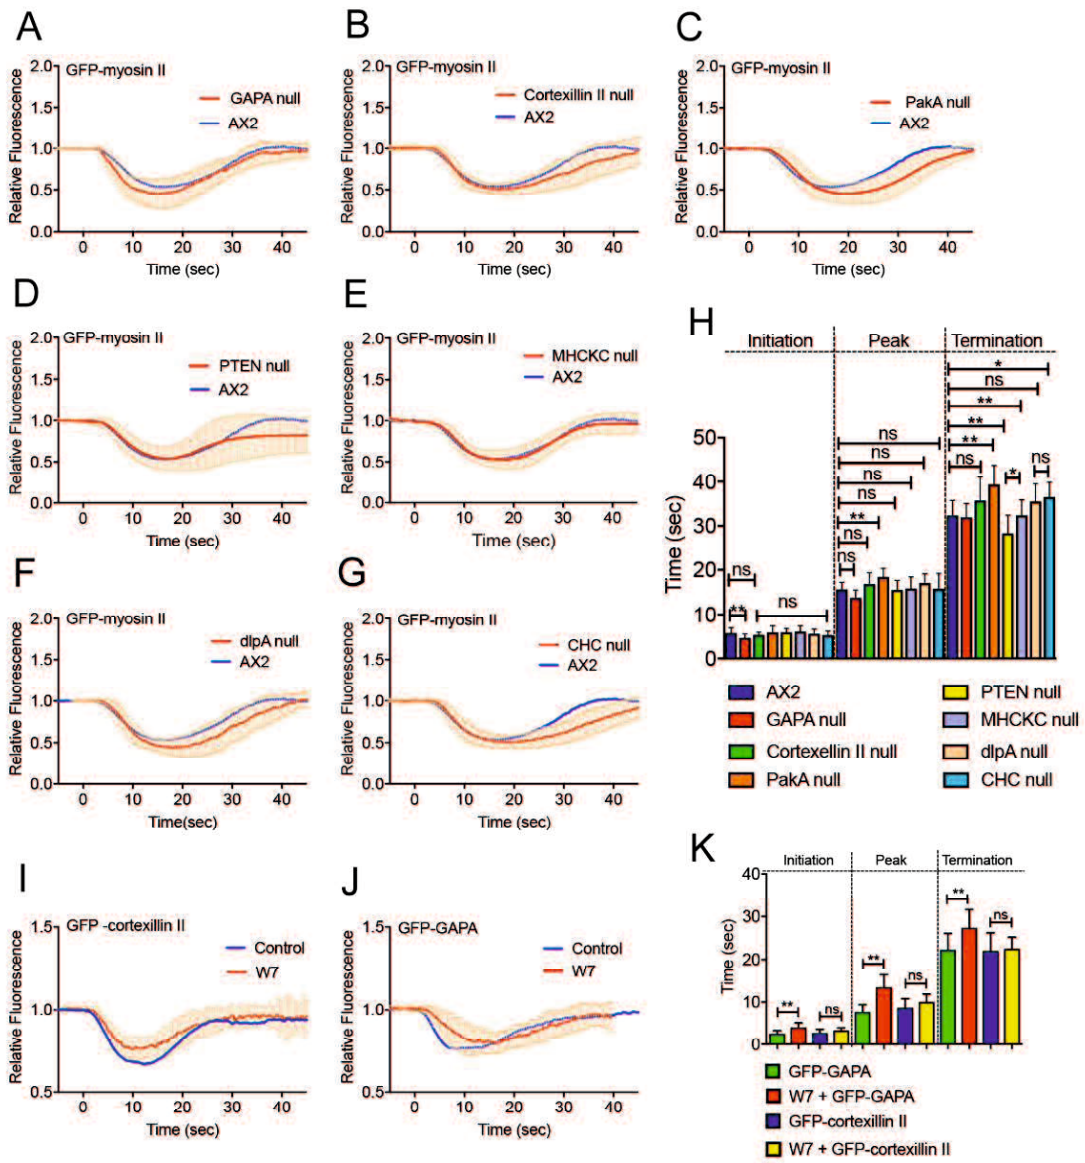 A
GFP-myosin II
GAPA null
AX2
Relative Fluorescence
2.0
1.5
1.0
0.5
0.0
0 10 20 30 40
Time (sec)
B
GFP-myosin II
Cortexillin II null
AX2
Relative Fluorescence
2.0
1.5
1.0
0.5
0.0
0 10 20 30 40
Time (sec)
C
GFP-myosin II
PakA null
AX2
Relative Fluorescence
2.0
1.5
1.0
0.5
0.0
0 10 20 30 40
Time (sec)
D
GFP-myosin II
PTEN null
AX2
Relative Fluorescence
2.0
1.5
1.0
0.5
0.0
0 10 20 30 40
Time (sec)
E
GFP-myosin II
MHCKC null
AX2
Relative Fluorescence
2.0
1.5
1.0
0.5
0.0
0 10 20 30 40
Time (sec)
F
GFP-myosin II
dlpA null
AX2
Relative Fluorescence
2.0
1.5
1.0
0.5
0.0
0 10 20 30 40
Time(sec)
G
GFP-myosin II
CHC null
AX2
Relative Fluorescence
2.0
1.5
1.0
0.5
0.0
0 10 20 30 40
Time (sec)
H
Initiation Peak Termination
*
ns
**
**
**
ns * ns
ns
ns
ns
ns
**
ns
ns
ns
** ns
Time (sec)
50
40
30
20
10
0
AX2
GAPA null
Cortexellin II null
PakA null
PTEN null
MHCKC null
dlpA null
CHC null
I
GFP -cortexillin II
Control
W7
Relative Fluorescence
1.5
1.0
0.5
0 10 20 30 40
Time (sec)
J
GFP-GAPA
Control
W7
Relative Fluorescence
1.5
1.0
0.5
0 10 20 30 40
Time (sec)
K
Initiation Peak Termination
** ns ** ns ** ns
Time (sec)
40
30
20
10
0
GFP-GAPA
W7 + GFP-GAPA
GFP-cortexillin II
W7 + GFP-cortexillin II